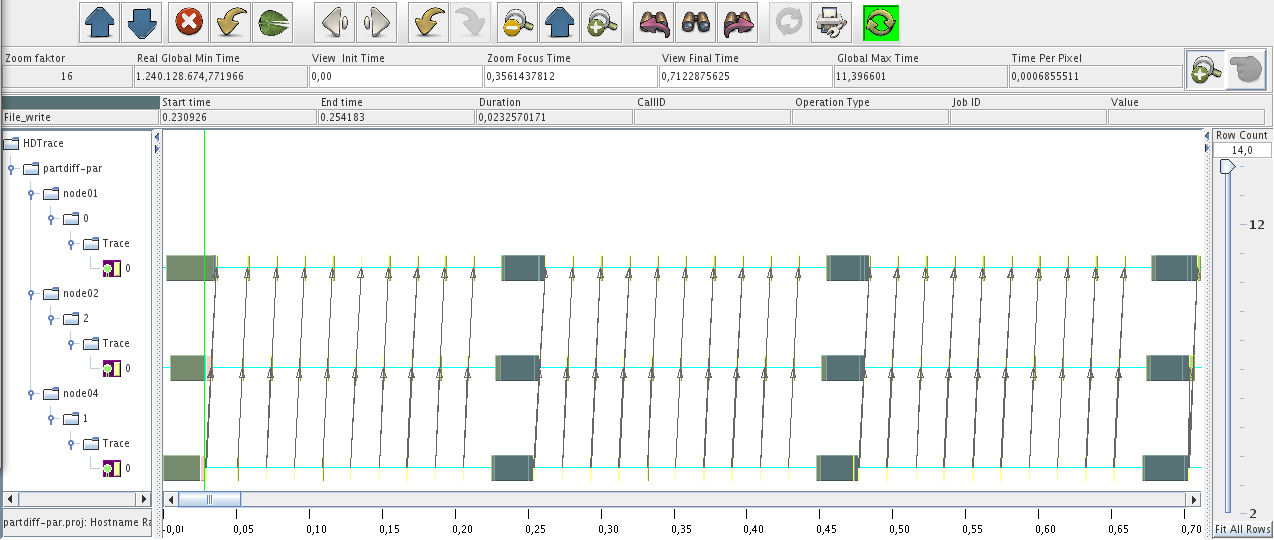 Zoom faktor Real Global Min Time View Init Time Zoom Focus Time View Final Time Global Max Time Time Per Pixel
16 1.240.128.674,771966 0,00 0,3561437812 0,7122875625 11,396601 0,0006855511
Start time End time Duration CallID Operation Type Job ID Value
File_write 0.230926 0.254183 0,0232570171
HDTrace
partdiff-par
node01
0
Trace
0
node02
2
Trace
0
node04
1
Trace
0
Row Count
14,0
12
2
Fit All Rows
partdiff-par.proj: Hostname Ra
-0,00 0,05 0,10 0,15 0,20 0,25 0,30 0,35 0,40 0,45 0,50 0,55 0,60 0,65 0,70